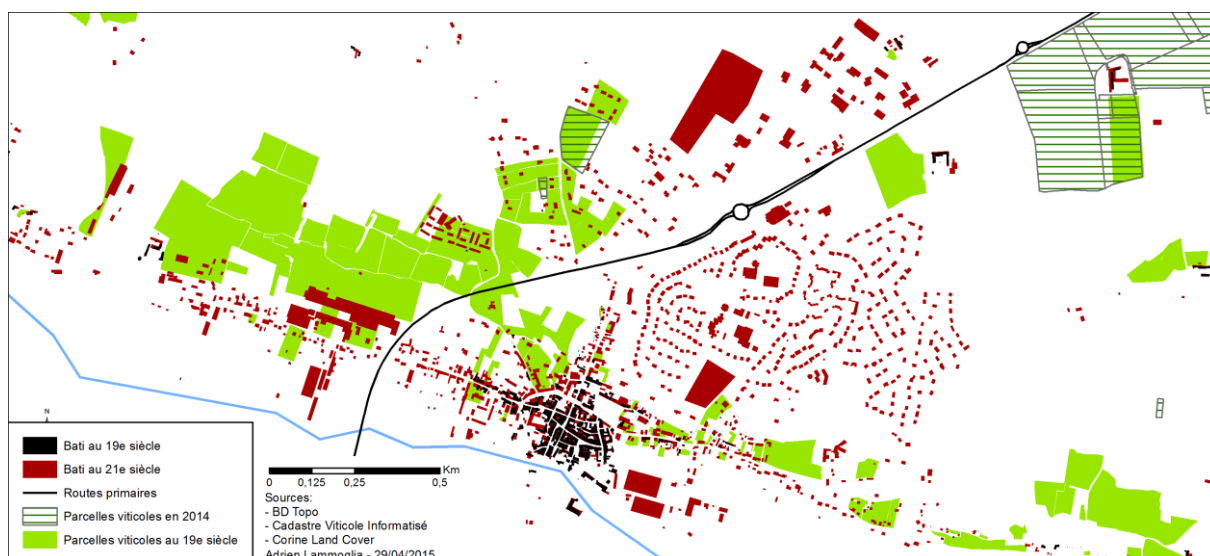 N
Bati au 19e siècle
Bati au 21e siècle
Routes primaires
Parcelles viticoles en 2014
Parcelles viticoles au 19e siècle
Km
0 0,125 0,25 0,5
Sources:
- BD Topo
- Cadastre Viticole Informatisé
- Corine Land Cover
Adrien Lammoglia - 29/04/2015